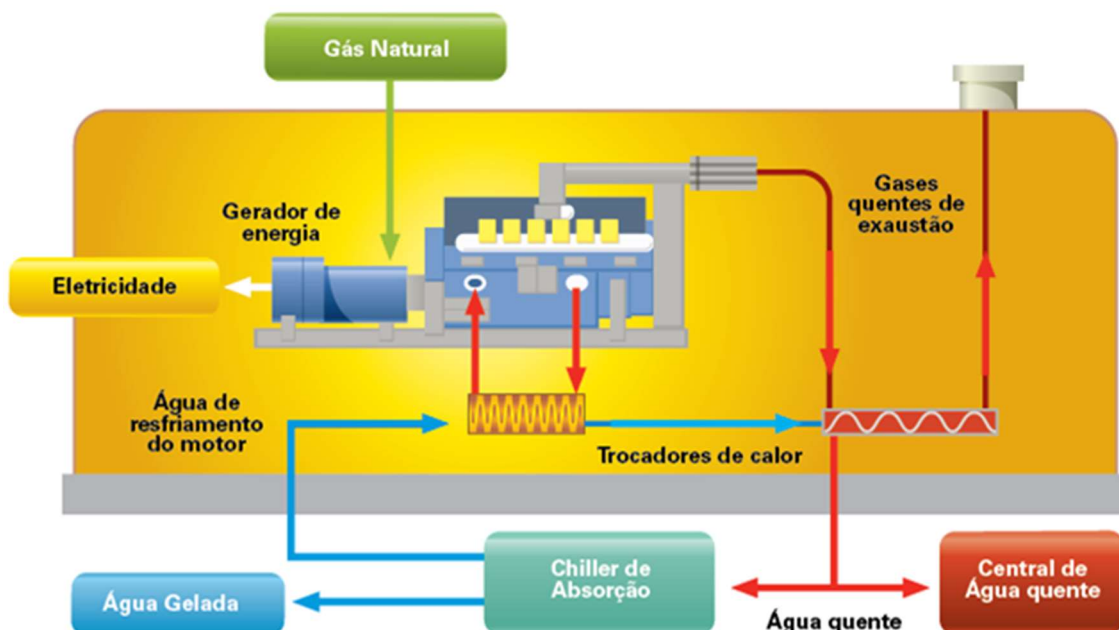 Gás Natural
Gerador de
energia
Gases
quentes de
exaustão
Eletricidade
Água de
resfriamento
do motor
Trocadores de calor
Água Gelada
Chiller de
Absorção
Água quente
Central de
Água quente